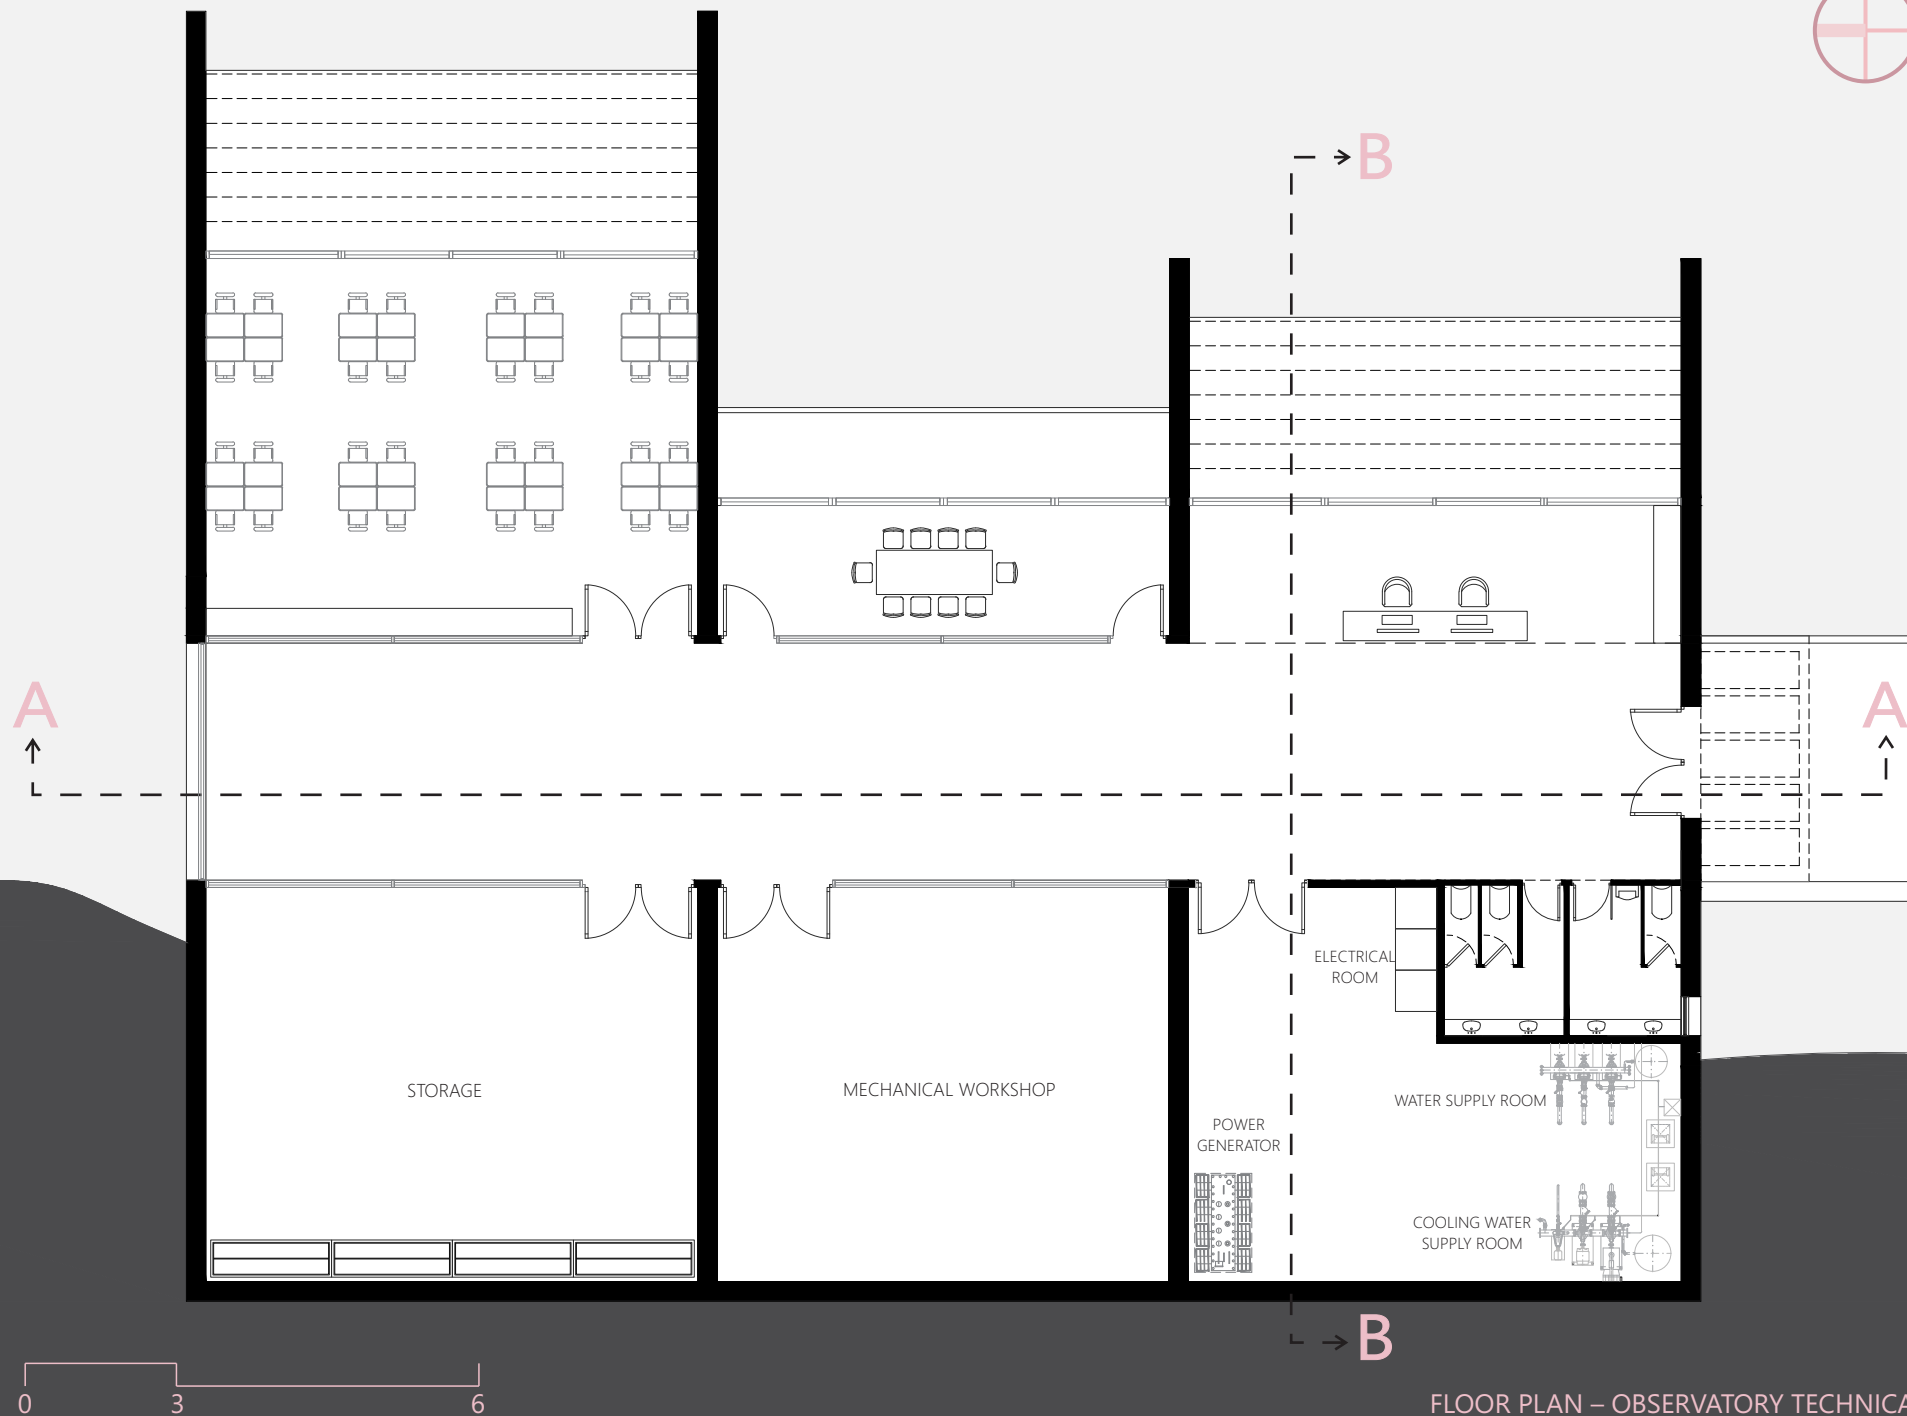 B
A
A
ELECTRICAL
ROOM
STORAGE
MECHANICAL WORKSHOP
WATER SUPPLY ROOM
POWER
GENERATOR
COOLING WATER
SUPPLY ROOM
B
0 3 6
FLOOR PLAN – OBSERVATORY TECHNICA